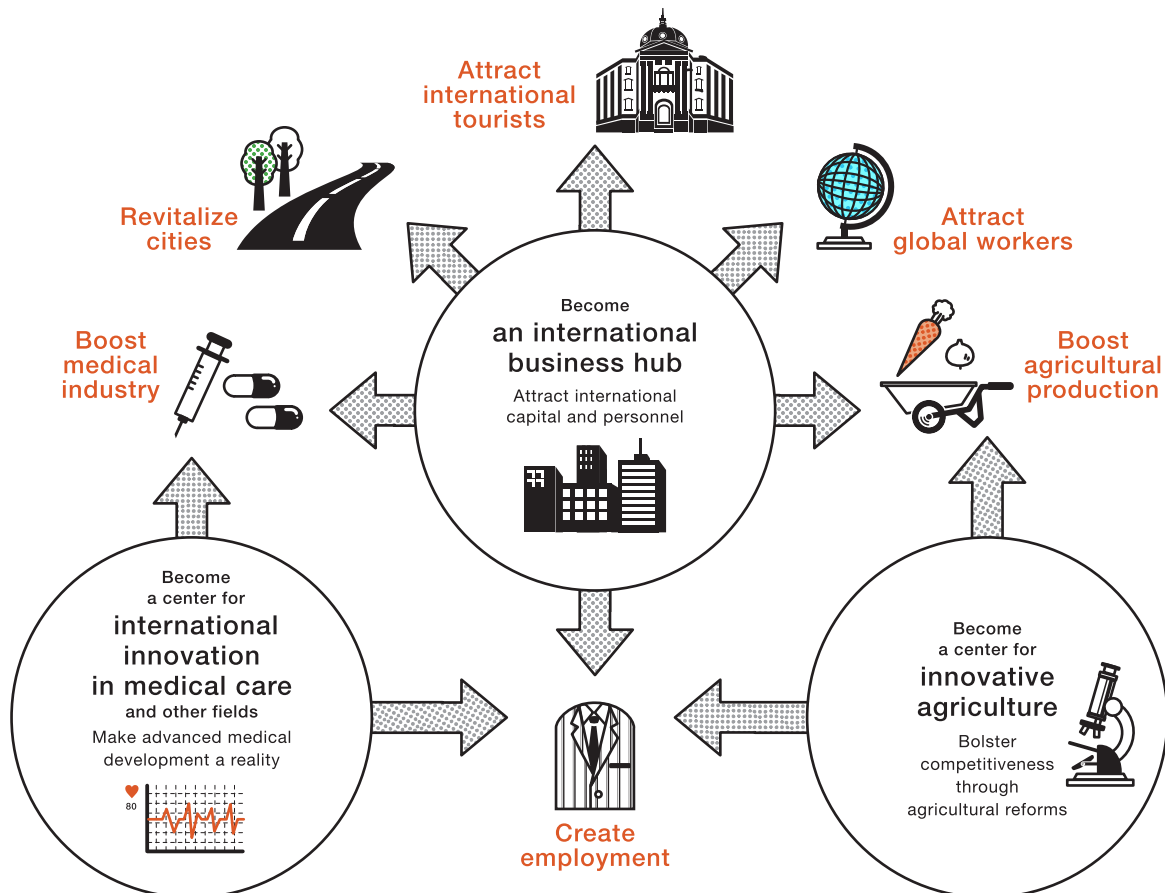 Attract
international
tourists
Revitalize
cities
Attract
global workers
Boost
medical
industry
Become
an international
business hub
Attract international
capital and personnel
Boost
agricultural
production
Become
a center for
international
innovation
in medical care
and other fields
Make advanced medical
development a reality
80
Become
a center for
innovative
agriculture
Bolster
competitiveness
through
agricultural reforms
Create
employment